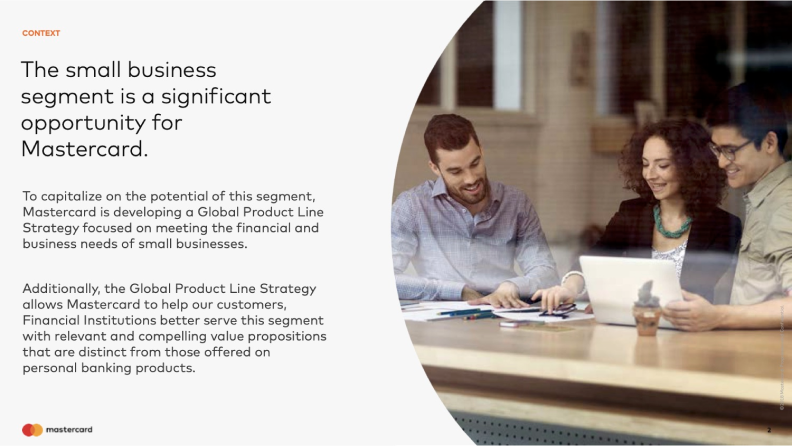 CONTEXT
The small business
segment is a significant
opportunity for
Mastercard.
To capitalize on the potential of this segment,
Mastercard is developing a Global Product Line
Strategy focused on meeting the financial and
business needs of small businesses.
Additionally, the Global Product Line Strategy
allows Mastercard to help our customers,
Financial Institutions better serve this segment
with relevant and compelling value propositions
that are distinct from those offered on
personal banking products.
mastercard
2